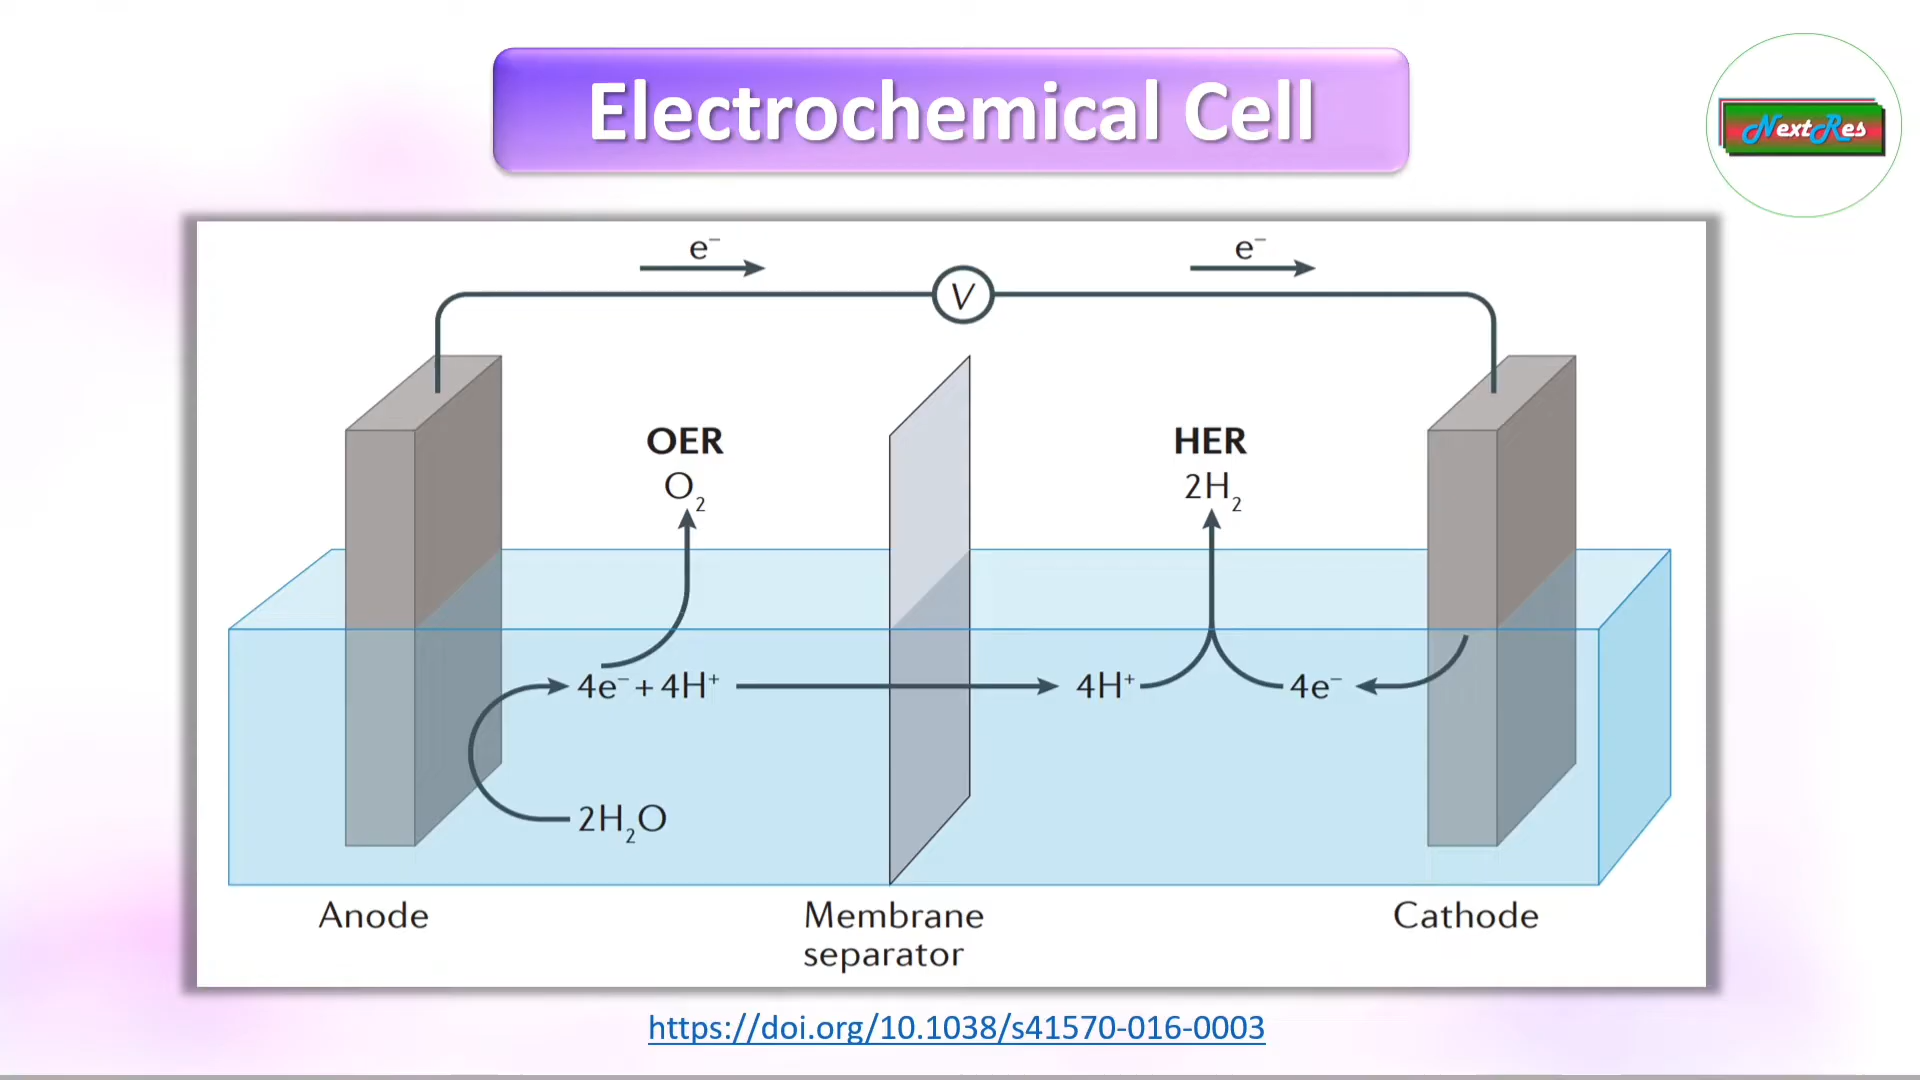 Electrochemical Cell
NextRes
e⁻ e⁻
V
OER HER
O₂ 2H₂
4e⁻ + 4H⁺ 4H⁺ 4e⁻
2H₂O
Anode Membrane separator Cathode
https://doi.org/10.1038/s41570-016-0003